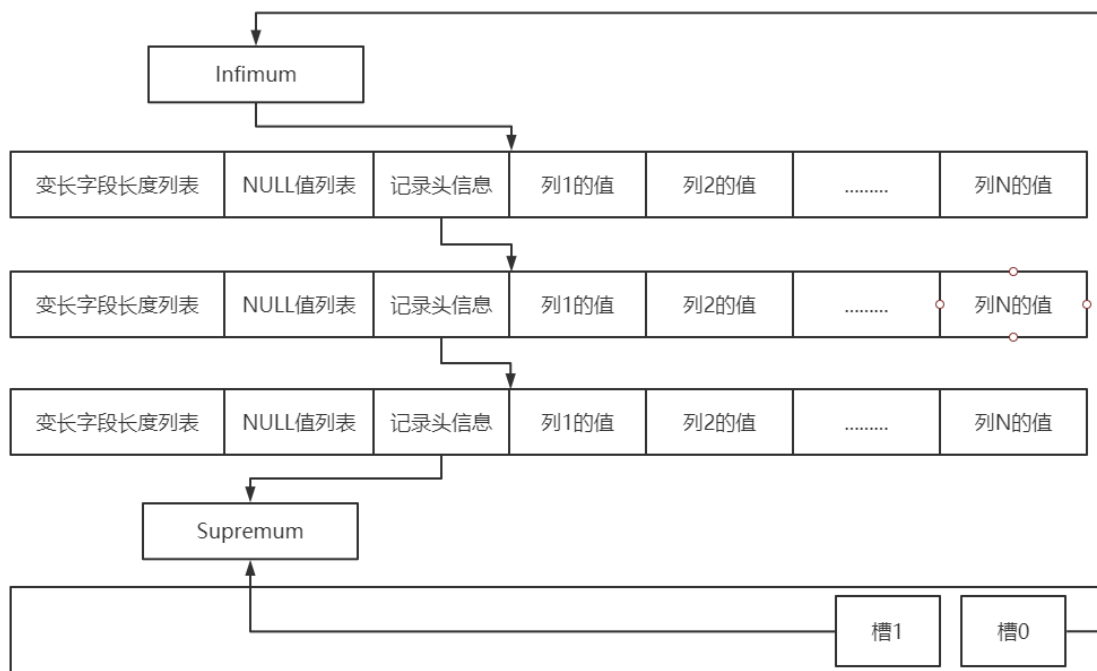 Infimum
变长字段长度列表 NULL值列表 记录头信息 列1的值 列2的值 ......... 列N的值
变长字段长度列表 NULL值列表 记录头信息 列1的值 列2的值 ......... 列N的值
变长字段长度列表 NULL值列表 记录头信息 列1的值 列2的值 ......... 列N的值
Supremum
槽1 槽0